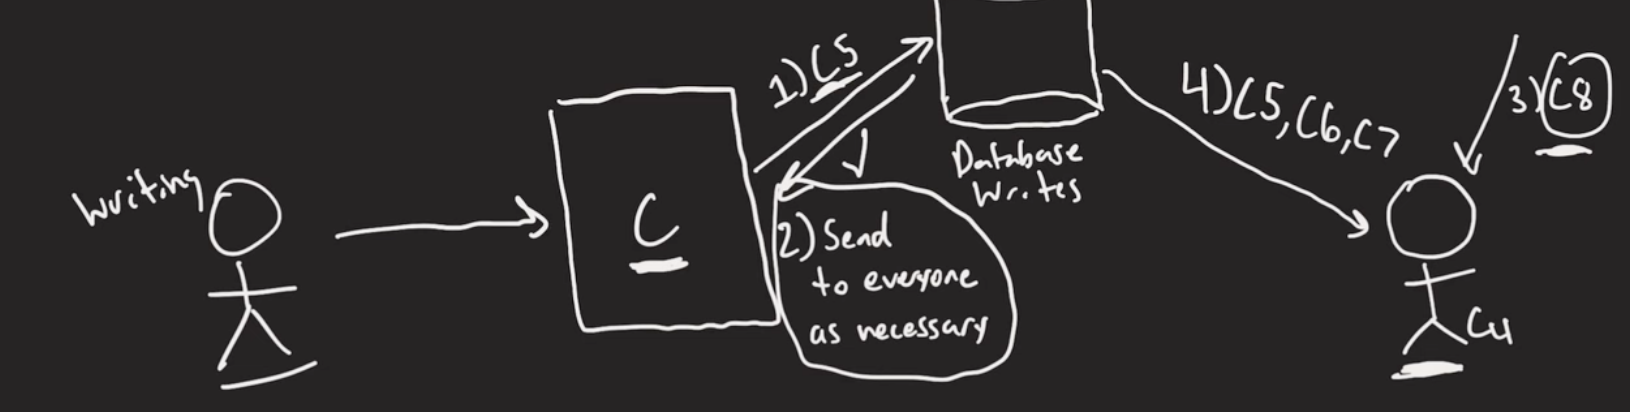 Writing
C
1) C5
2) Send
to everyone
as necessary
Database
Writes
4) C5, C6, C7
3) C8
C4